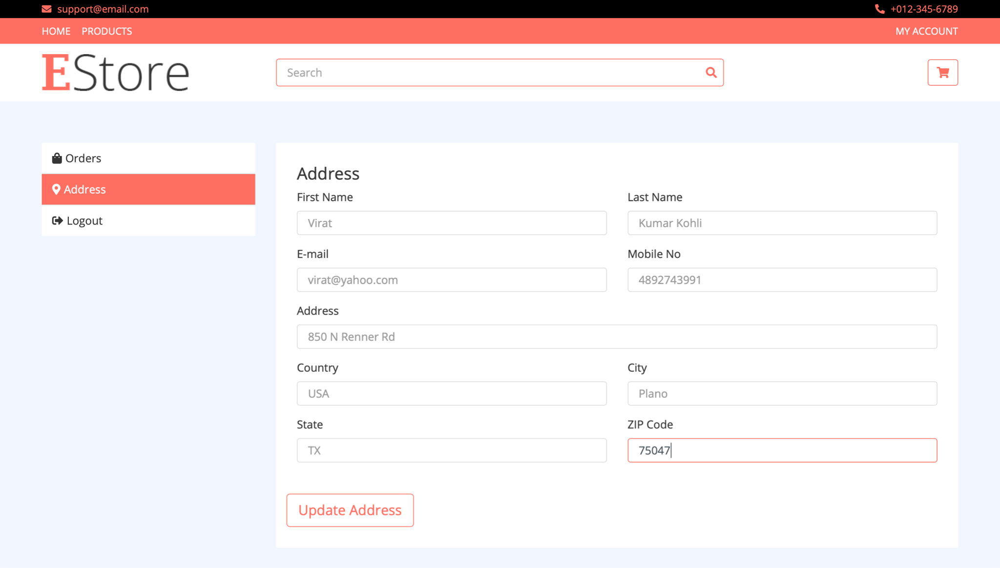 support@email.com +012-345-6789
HOME PRODUCTS MY ACCOUNT
EStore
Search
Orders
Address
Logout
Address
First Name Last Name
Virat Kumar Kohli
E-mail Mobile No
virat@yahoo.com 4892743991
Address
850 N Renner Rd
Country City
USA Plano
State ZIP Code
TX 75047
Update Address